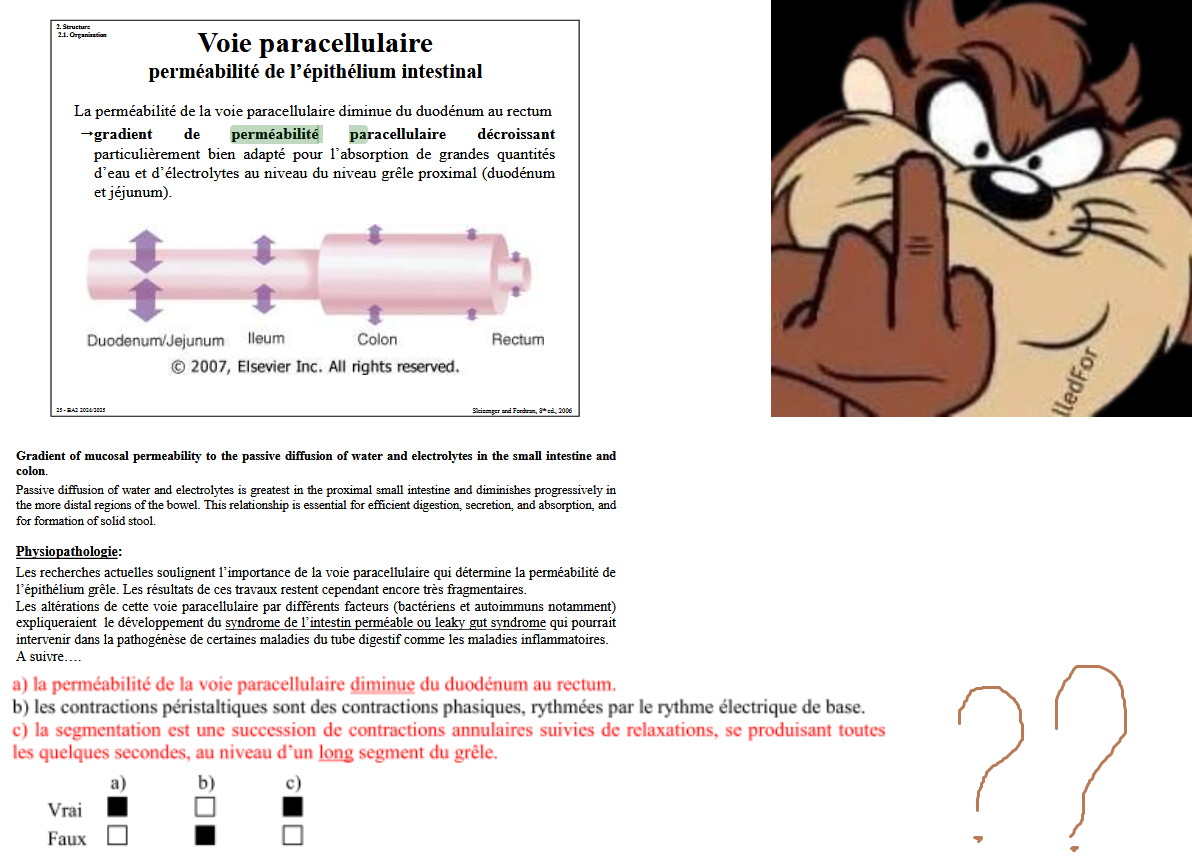 2. Structure
2.1. Organisation
Voie paracellulaire
perméabilité de l’épithélium intestinal
La perméabilité de la voie paracellulaire diminue du duodénum au rectum
→gradient de perméabilité paracellulaire décroissant
particulièrement bien adapté pour l’absorption de grandes quantités
d’eau et d’électrolytes au niveau du niveau grêle proximal (duodénum
et jéjunum).
Duodenum/Jejunum Ileum Colon Rectum
© 2007, Elsevier Inc. All rights reserved.
25 - BA2 2024/2025 Sleisenger and Fordtran, 8th ed., 2006
lledFor
Gradient of mucosal permeability to the passive diffusion of water and electrolytes in the small intestine and
colon.
Passive diffusion of water and electrolytes is greatest in the proximal small intestine and diminishes progressively in
the more distal regions of the bowel. This relationship is essential for efficient digestion, secretion, and absorption, and
for formation of solid stool.
Physiopathologie:
Les recherches actuelles soulignent l’importance de la voie paracellulaire qui détermine la perméabilité de
l’épithélium grêle. Les résultats de ces travaux restent cependant encore très fragmentaires.
Les altérations de cette voie paracellulaire par différents facteurs (bactériens et autoimmuns notamment)
expliqueraient le développement du syndrome de l’intestin perméable ou leaky gut syndrome qui pourrait
intervenir dans la pathogénèse de certaines maladies du tube digestif comme les maladies inflammatoires.
A suivre….
a) la perméabilité de la voie paracellulaire diminue du duodénum au rectum.
b) les contractions péristaltiques sont des contractions phasiques, rythmées par le rythme électrique de base.
c) la segmentation est une succession de contractions annulaires suivies de relaxations, se produisant toutes
les quelques secondes, au niveau d’un long segment du grêle.
a) b) c)
Vrai
Faux
??